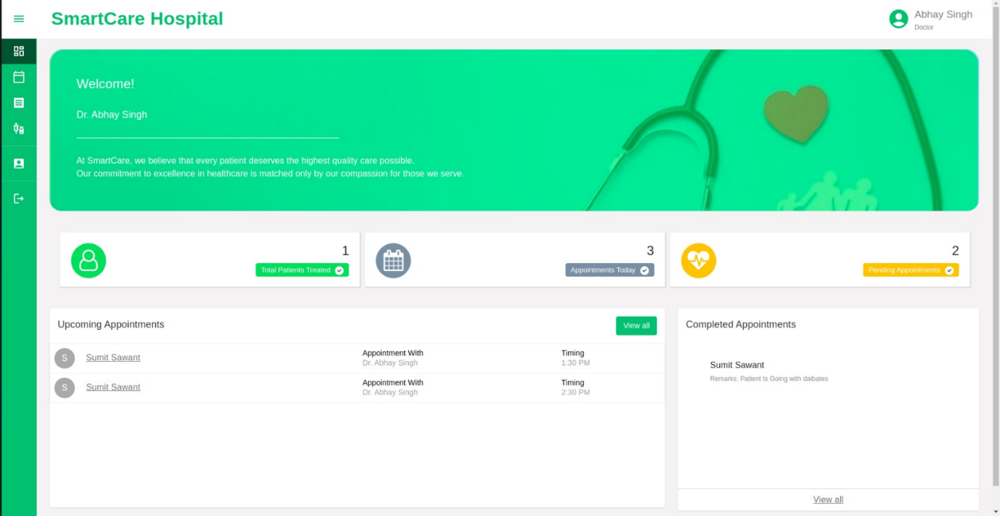 SmartCare Hospital
Abhay Singh
Doctor
Welcome!
Dr. Abhay Singh
At SmartCare, we believe that every patient deserves the highest quality care possible.
Our commitment to excellence in healthcare is matched only by our compassion for those we serve.
1
Total Patients Treated
3
Appointments Today
2
Pending Appointments
Upcoming Appointments
View all
S
Sumit Sawant
Appointment With
Dr. Abhay Singh
Timing
1:30 PM
S
Sumit Sawant
Appointment With
Dr. Abhay Singh
Timing
2:30 PM
Completed Appointments
Sumit Sawant
Remarks: Patient Is Going with daibates
View all